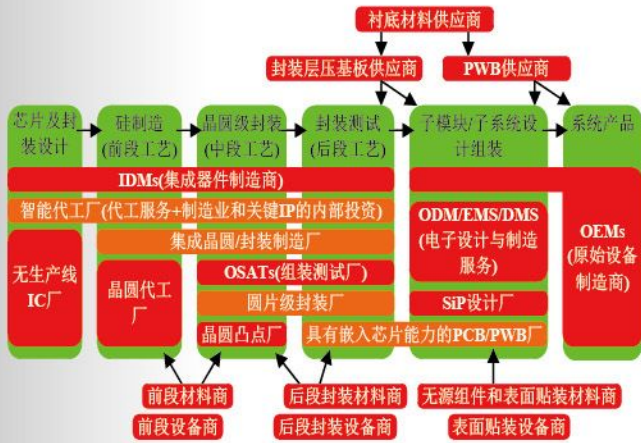 衬底材料供应商
封装层压基板供应商
PWB供应商
芯片及封
装设计
硅制造
(前段工艺)
晶圆级封装
(中段工艺)
封装测试
(后段工艺)
子模块/子系统设
计组装
系统产品
IDMs(集成器件制造商)
智能代工厂(代工服务+制造业和关键IP的内部投资)
集成晶圆/封装制造厂
ODM/EMS/DMS
(电子设计与制造
服务)
OEMs
(原始设备
制造商)
无生产线
IC厂
晶圆代工
厂
OSATs(组装测试厂)
圆片级封装厂
SiP设计厂
晶圆凸点厂
具有嵌入芯片能力的PCB/PWB厂
前段材料商
前段设备商
后段封装材料商
后段封装设备商
无源组件和表面贴装材料商
表面贴装设备商